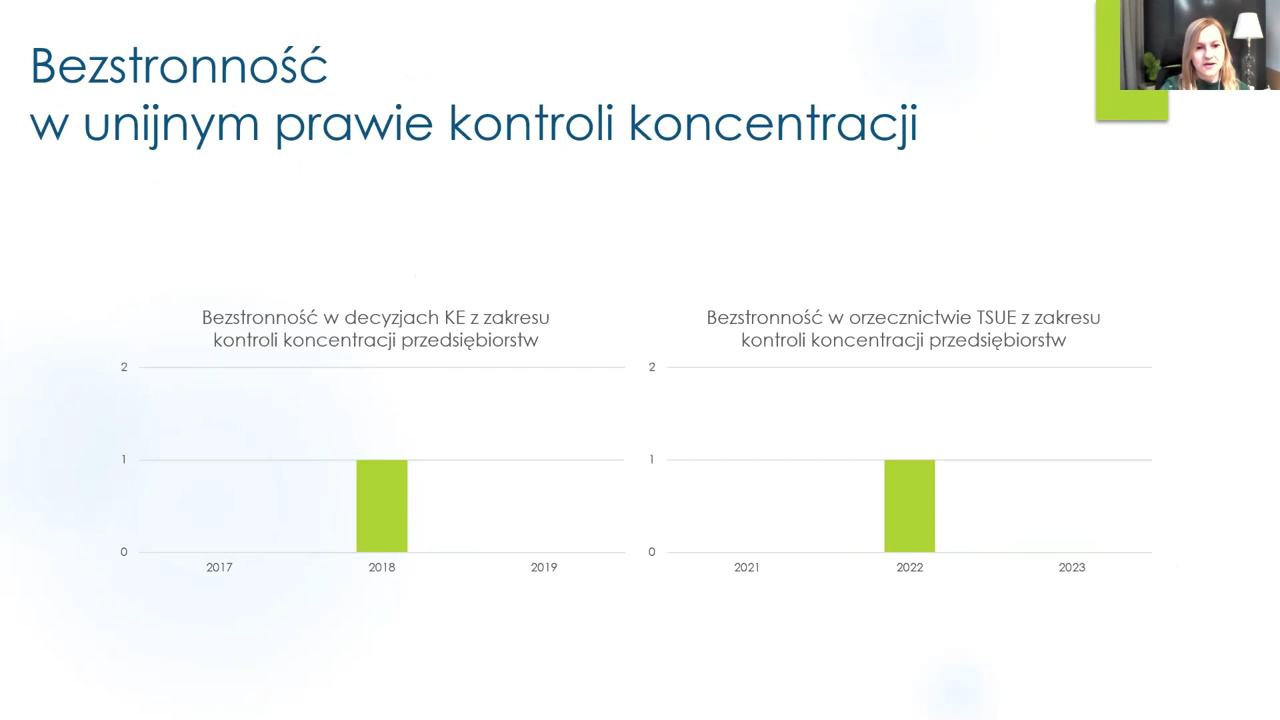 Bezstronność
w unijnym prawie kontroli koncentracji
Bezstronność w decyzjach KE z zakresu
kontroli koncentracji przedsiębiorstw
2
1
0
2017
2018
2019
Bezstronność w orzecznictwie TSUE z zakresu
kontroli koncentracji przedsiębiorstw
2
1
0
2021
2022
2023